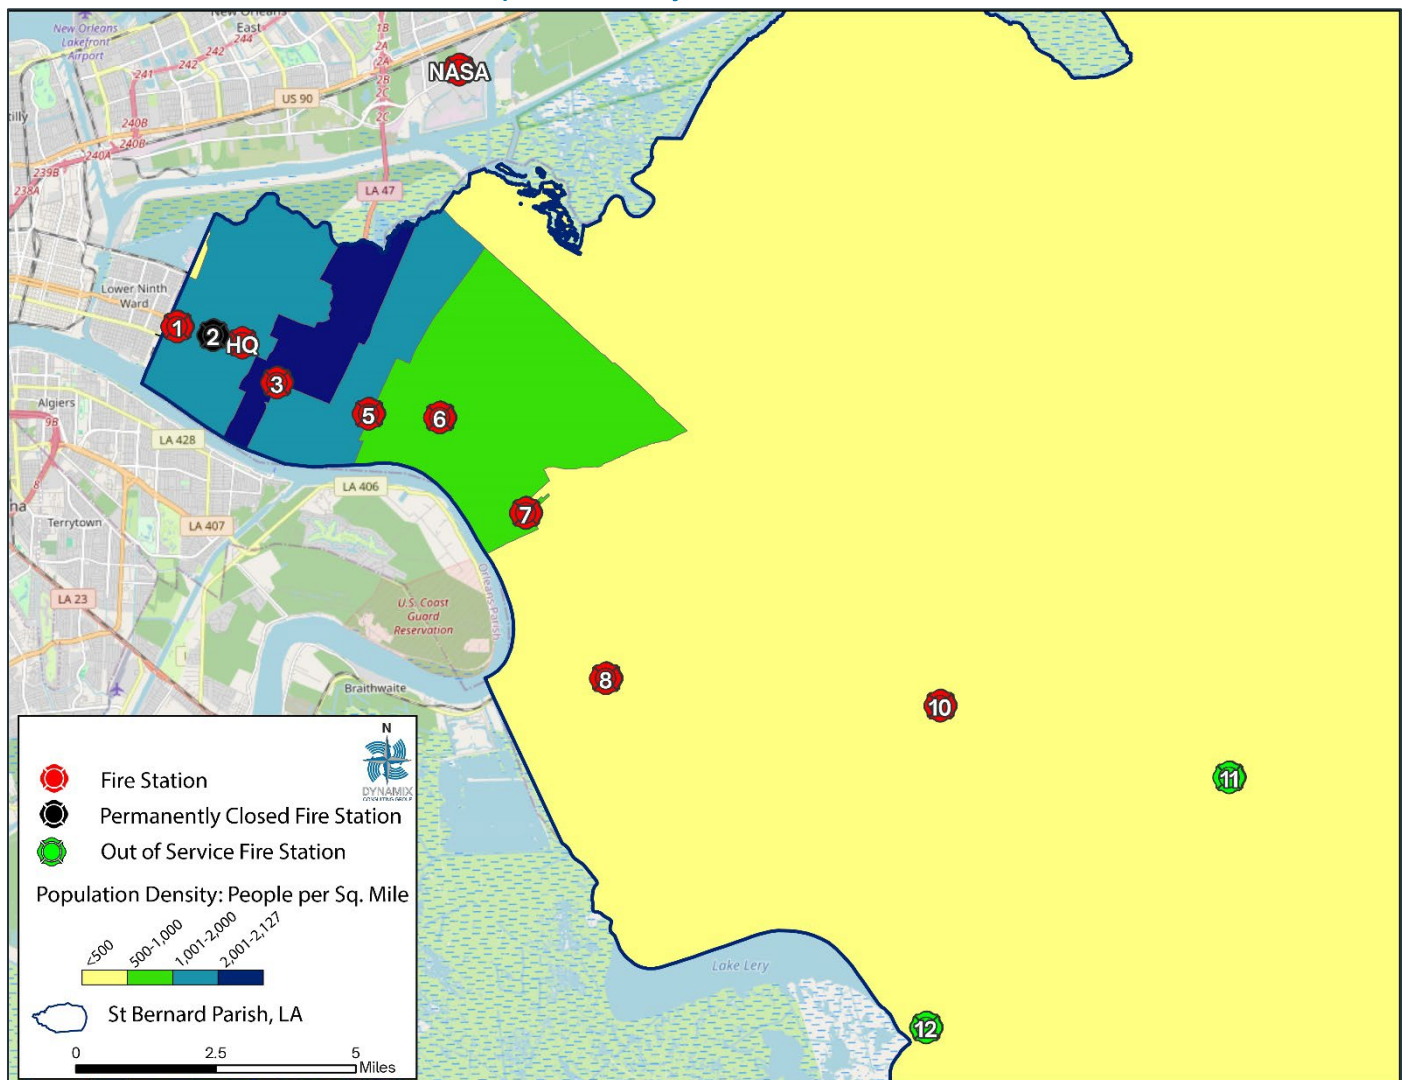 New Orleans
East
New Orleans
Lakefront
Airport
244
242
242
241
1B
2A
2A
2B
2C
2C
NASA
US 90
240B
240B
240A
239B
238A
LA 47
Lower Ninth
Ward
1
2
HQ
3
5
6
7
Algiers
9B
LA 428
LA 406
8
Terrytown
LA 407
LA 23
U.S. Coast
Guard
Reservation
Orleans Parish
Braithwaite
8
10
11
12
Lake Lery
N
DYNAMIX
CONSULTING GROUP
Fire Station
Permanently Closed Fire Station
Out of Service Fire Station
Population Density: People per Sq. Mile
<500
500-1,000
1,001-2,000
2,001-2,127
St Bernard Parish, LA
0 2.5 5
Miles